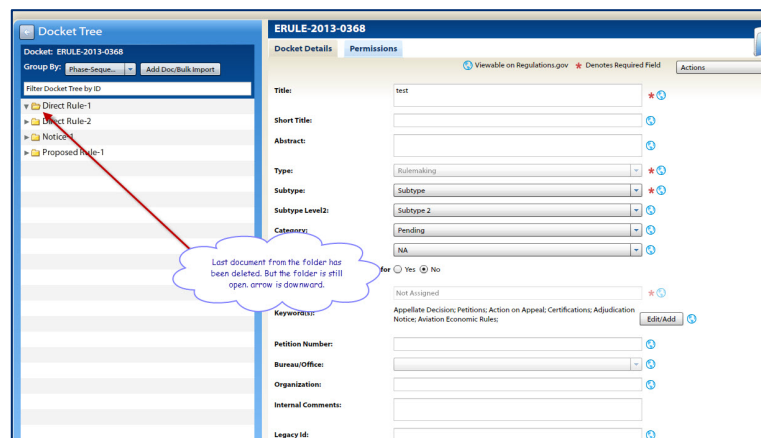 Docket Tree
Docket: ERULE-2013-0368
Group By: Phase-Seque... Add Doc/Bulk Import
Filter Docket Tree by ID
Direct Rule-1
Direct Rule-2
Notice-1
Proposed Rule-1
Last document from the folder has
been deleted. But the folder is still
open. arrow is downward.
ERULE-2013-0368
Docket Details Permissions
Viewable on Regulations.gov * Denotes Required Field Actions
Title: test *
Short Title:
Abstract:
Type: Rulemaking *
Subtype: Subtype *
Subtype Level2: Subtype 2
Category: Pending
NA
for Yes No
Not Assigned *
Keyword(s): Appellate Decision; Petitions; Action on Appeal; Certifications; Adjudication
Notice; Aviation Economic Rules; Edit/Add
Petition Number:
Bureau/Office:
Organization:
Internal Comments:
Legacy Id: